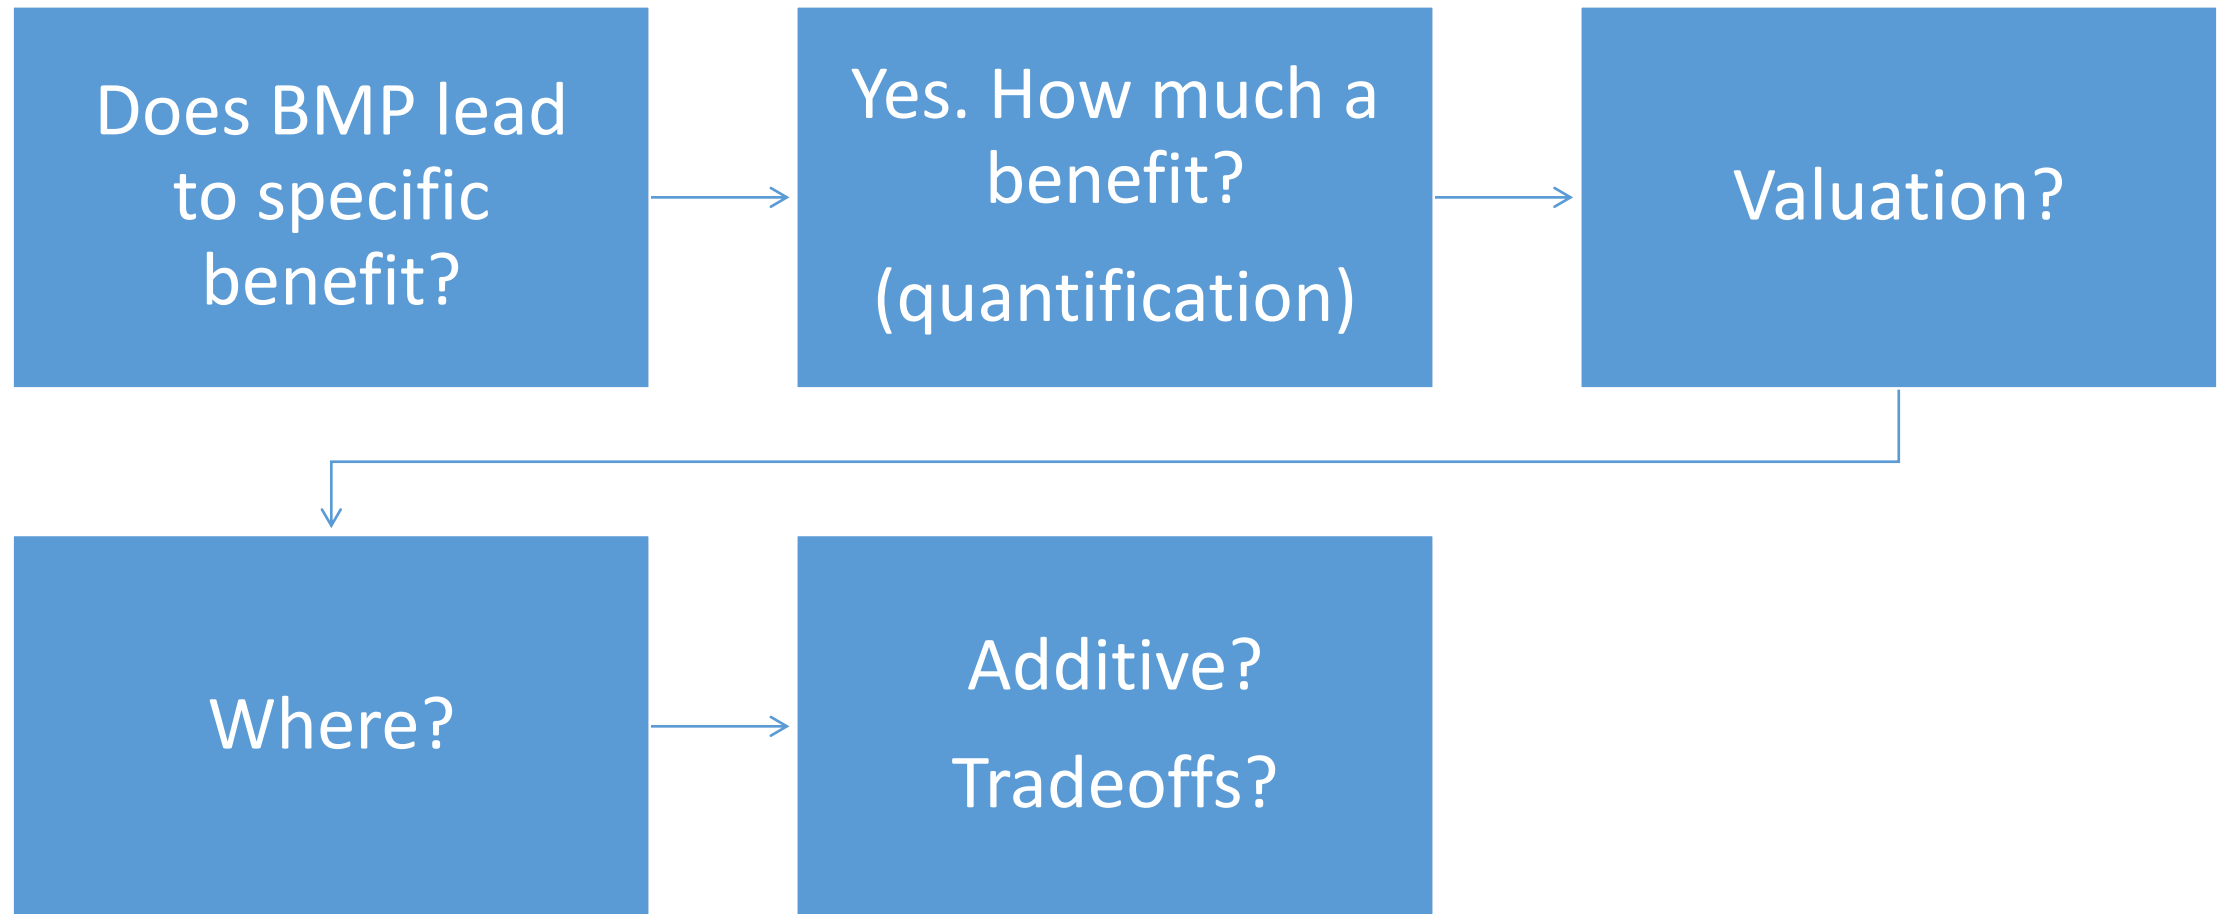 Does BMP lead
to specific
benefit?
Yes. How much a
benefit?
(quantification)
Valuation?
Where?
Additive?
Tradeoffs?